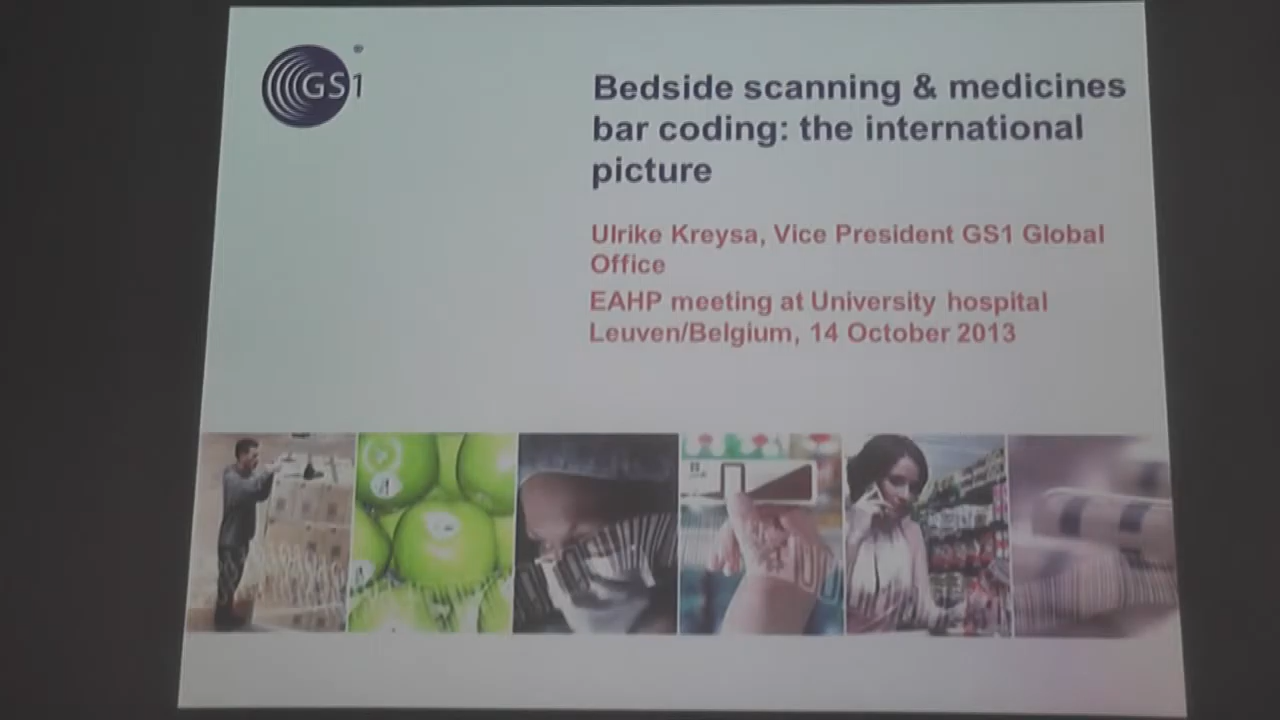 GS1
®
Bedside scanning & medicines
bar coding: the international
picture
Ulrike Kreysa, Vice President GS1 Global
Office
EAHP meeting at University hospital
Leuven/Belgium, 14 October 2013